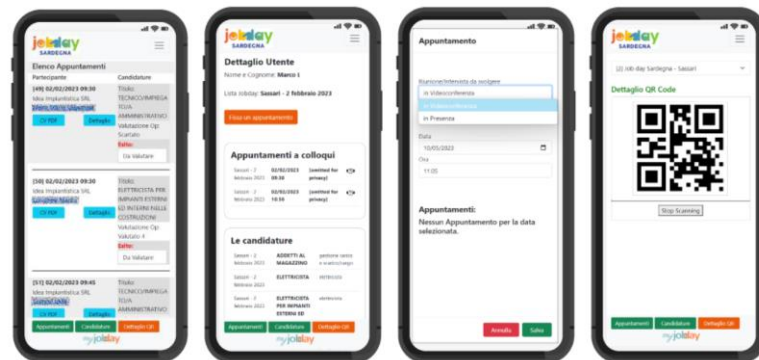 jobday
SARDEGNA
Elenco Appuntamenti
Partecipante Candidature
[49] 02/02/2023 09:30
Idea Impiantistica SRL
CV PDF Dettaglio
Titolo:
TECNICO/IMPIEGA
TO/A
AMMINISTRATIVO
Valutazione Op:
Scartato
Esito:
Da Valutare
[50] 02/02/2023 09:30
Idea Impiantistica SRL
CV PDF Dettaglio
Titolo:
ELETTRICISTA PER
IMPIANTI ESTERNI
ED INTERNI NELLE
COSTRUZIONI
Valutazione Op:
Valutato 4
Esito:
Da Valutare
[51] 02/02/2023 09:45
Idea Impiantistica SRL
CV PDF Dettaglio
Titolo:
TECNICO/IMPIEGA
TO/A
AMMINISTRATIVO
Appuntamenti Candidature Dettaglio QR
myjobday
jobday
SARDEGNA
Dettaglio Utente
Nome e Cognome: Marco I
Lista Jobday: Sassari - 2 febbraio 2023
Fissa un appuntamento
Appuntamenti a colloqui
Sassari - 2 febbraio 2023 02/02/2023 09:30 (omitted for privacy)
Sassari - 2 febbraio 2023 02/02/2023 10:50 (omitted for privacy)
Le candidature
Sassari - 2 febbraio 2023 ADDETTI AL MAGAZZINO gestione
Sassari - 2 febbraio 2023 ELETTRICISTA elettricista
Sassari - 2 febbraio 2023 ELETTRICISTA PER IMPIANTI ESTERNI ED elettricista
Appuntamenti Candidature Dettaglio QR
myjobday
Appuntamento
Riunione/Intervista da svolgere
in Videoconferenza
in Videoconferenza
in Presenza
Data
10/05/2023
Ora
11:05
Appuntamenti:
Nessun Appuntamento per la data
selezionata.
Annulla Salva
jobday
SARDEGNA
Job day Sardegna - Sassari
Dettaglio QR Code
Stop Scanning
Appuntamenti Candidature Dettaglio QR
myjobday